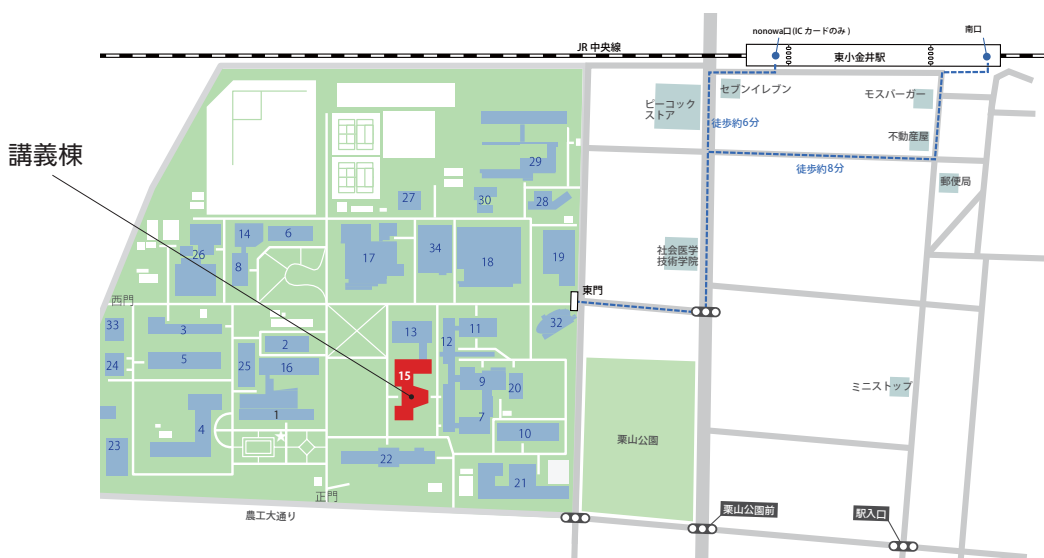 JR 中央線
nonowa口(IC カードのみ )
南口
東小金井駅
セブンイレブン
モスバーガー
ピーコック
ストア
徒歩約6分
不動産屋
徒歩約8分
郵便局
講義棟
29
27
30
28
14
6
26
8
17
34
18
19
社会医学
技術学院
西門
東門
33
3
13
11
32
12
2
5
24
25
16
15
9
20
ミニストップ
1
7
4
10
23
22
21
栗山公園
正門
農工大通り
栗山公園前
駅入口